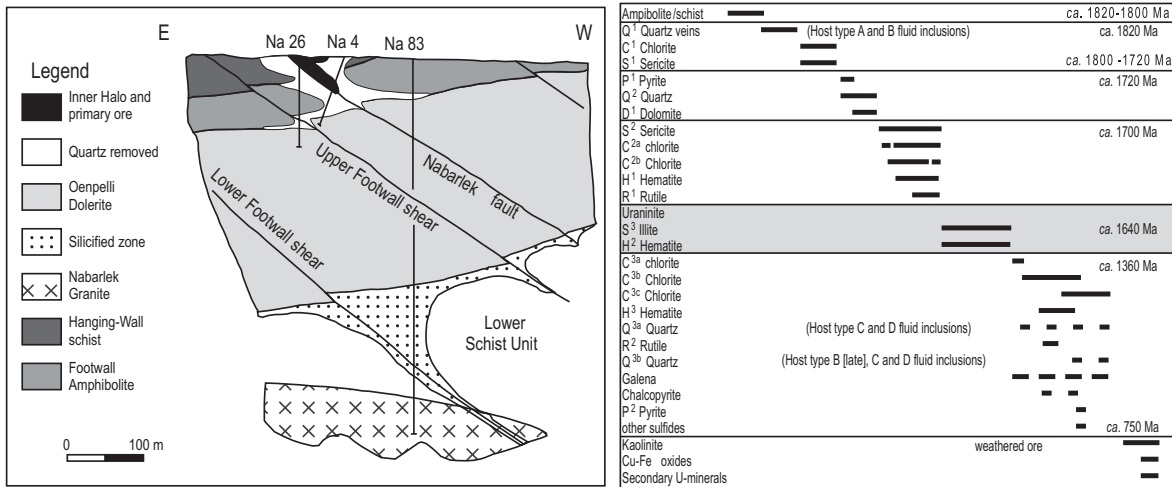 E
W
Na 26
Na 4
Na 83
Legend
Inner Halo and
primary ore
Quartz removed
Oenpelli
Dolerite
Silicified zone
Nabarlek
Granite
Hanging-Wall
schist
Footwall
Amphibolite
0 100 m
Lower Footwall shear
Upper Footwall shear
Nabarlek fault
Lower
Schist Unit
Ampibolite/schist ca. 1820-1800 Ma
Q1 Quartz veins (Host type A and B fluid inclusions) ca. 1820 Ma
C1 Chlorite
S1 Sericite ca. 1800 - 1720 Ma
P1 Pyrite ca. 1720 Ma
Q2 Quartz
D1 Dolomite
S2 Sericite ca. 1700 Ma
C2a chlorite
C2b Chlorite
H1 Hematite
R1 Rutile
Uraninite
S3 Illite ca. 1640 Ma
H2 Hematite
C3a chlorite ca. 1360 Ma
C3b Chlorite
C3c Chlorite
H3 Hematite
Q3a Quartz (Host type C and D fluid inclusions)
R2 Rutile
Q3b Quartz (Host type B [late], C and D fluid inclusions)
Galena
Chalcopyrite
P2 Pyrite
other sulfides ca. 750 Ma
Kaolinite weathered ore
Cu-Fe oxides
Secondary U-minerals